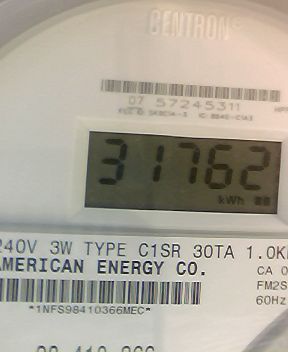 CENTRON®
07 57245311
31762
kWh
240V 3W TYPE C1SR 30TA 1.0K
AMERICAN ENERGY CO.
CA 0
FM2S
60Hz
*1NFS98410366MEC*